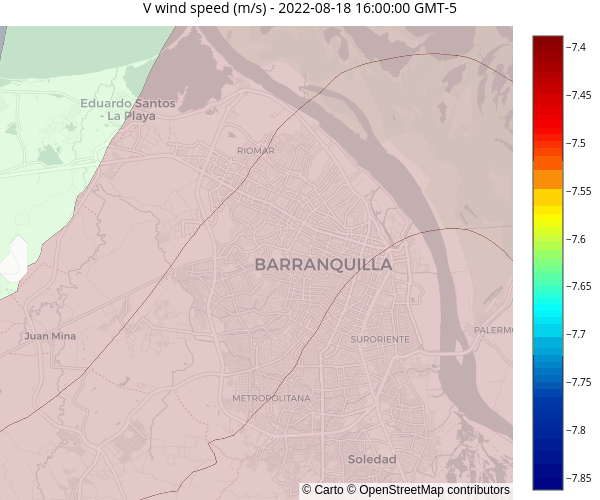 V wind speed (m/s) - 2022-08-18 16:00:00 GMT-5
−7.4
−7.45
−7.5
−7.55
−7.6
−7.65
−7.7
−7.75
−7.8
−7.85
Eduardo Santos
- La Playa
RIOMAR
BARRANQUILLA
Juan Mina
SURORIENTE
PALERMO
METROPOLITANA
Soledad
© Carto © OpenStreetMap contributors